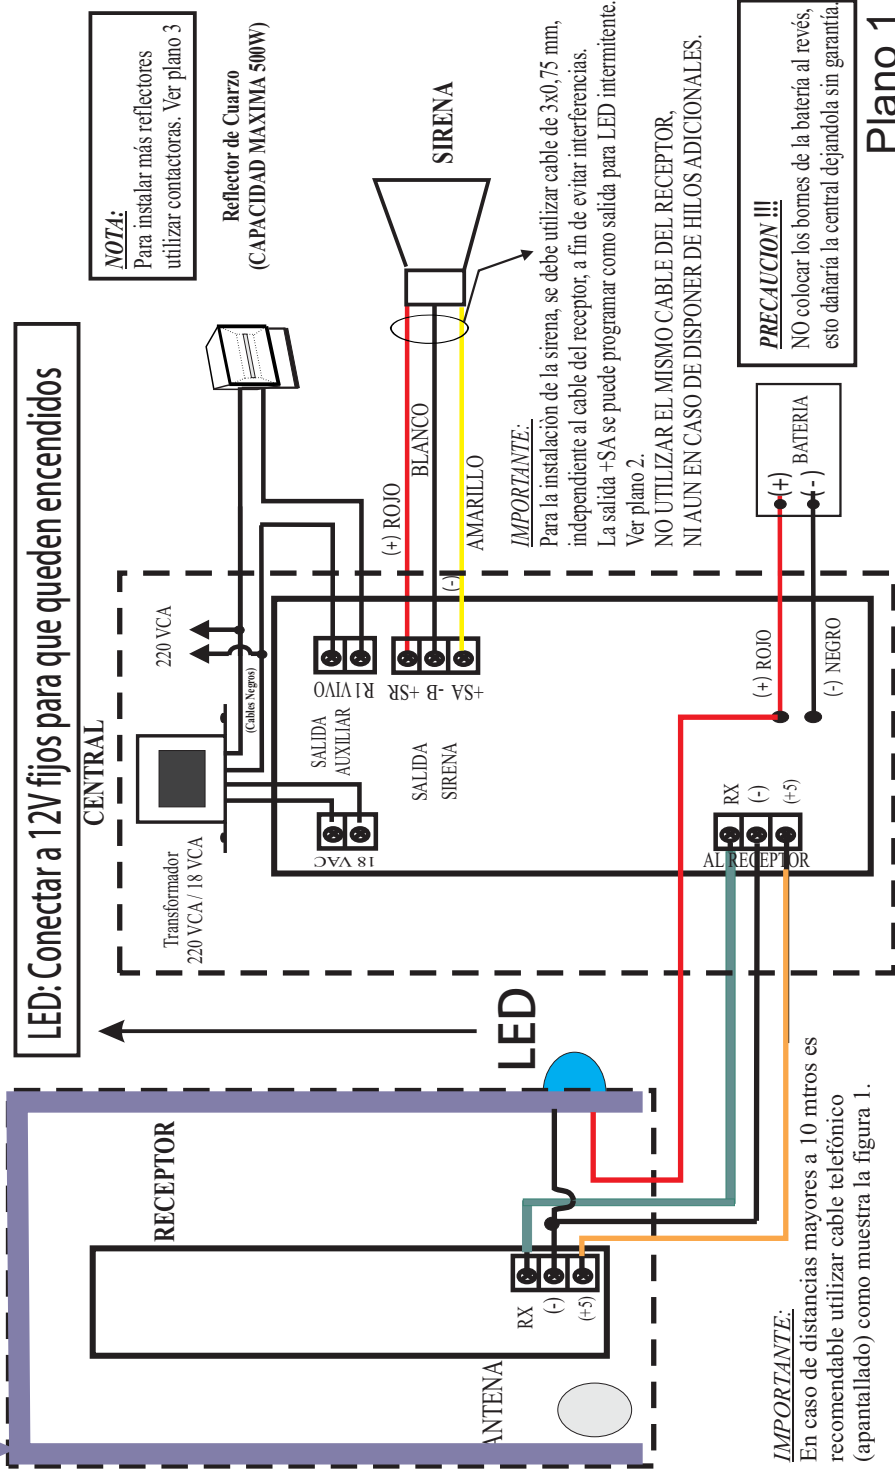 LED: Conectar a 12V fijos para que queden encendidos
NOTA:
Para instalar más reflectores
utilizar contactoras. Ver plano 3
Reflector de Cuarzo
(CAPACIDAD MAXIMA 500W)
CENTRAL
Transformador
220 VCA / 18 VCA
220 VCA
(Cables Negros)
18 VAC
SALIDA
AUXILIAR
R1 VIVO
SALIDA
SIRENA
+SR
-B
+SA
(+) ROJO
BLANCO
(-)
AMARILLO
SIRENA
IMPORTANTE:
Para la instalaciòn de la sirena, se debe utilizar cable de 3x0,75 mm,
independiente al cable del receptor, a fin de evitar interferencias.
La salida +SA se puede programar como salida para LED intermitente.
Ver plano 2.
NO UTILIZAR EL MISMO CABLE DEL RECEPTOR,
NI AUN EN CASO DE DISPONER DE HILOS ADICIONALES.
RECEPTOR
ANTENA
RX
(-)
(+5)
LED
AL RECEPTOR
RX
(-)
(+5)
(+) ROJO
(-) NEGRO
(+)
(-)
BATERIA
PRECAUCION !!!
NO colocar los bornes de la batería al revés,
esto dañaría la central dejandola sin garantía.
IMPORTANTE:
En caso de distancias mayores a 10 mtros es
recomendable utilizar cable telefónico
(apantallado) como muestra la figura 1.
Plano 1